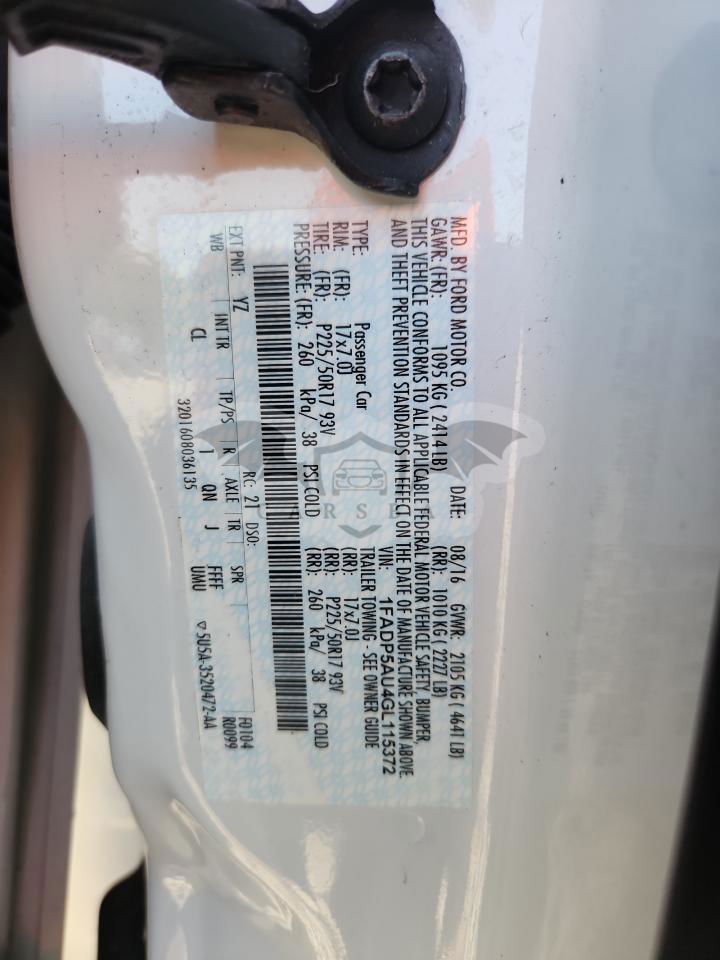 MFD. BY FORD MOTOR CO. DATE: 08/16 GVWR: 2105 KG ( 4641 LB)
GAWR: (FR): 1095 KG ( 2414 LB) (RR): 1010 KG ( 2227 LB)
THIS VEHICLE CONFORMS TO ALL APPLICABLE FEDERAL MOTOR VEHICLE SAFETY, BUMPER,
AND THEFT PREVENTION STANDARDS IN EFFECT ON THE DATE OF MANUFACTURE SHOWN ABOVE.
VIN: 1FADP5AU4GL115372
TYPE: Passenger Car TRAILER TOWING - SEE OWNER GUIDE
RIM: (FR): 17x7.0J (RR): 17x7.0J
TIRE: (FR): P225/50R17 93V (RR): P225/50R17 93V
PRESSURE: (FR): 260 kPa/ 38 PSI COLD (RR): 260 kPa/ 38 PSI COLD
RC: 21 DSO: F0104
EXT PNT: YZ R0099
WB INT TR TP/PS R AXLE TR SPR
CL 1 QN J FFFF UMU
3201608036135 ▽5U5A-3520472-AA
CARSFA